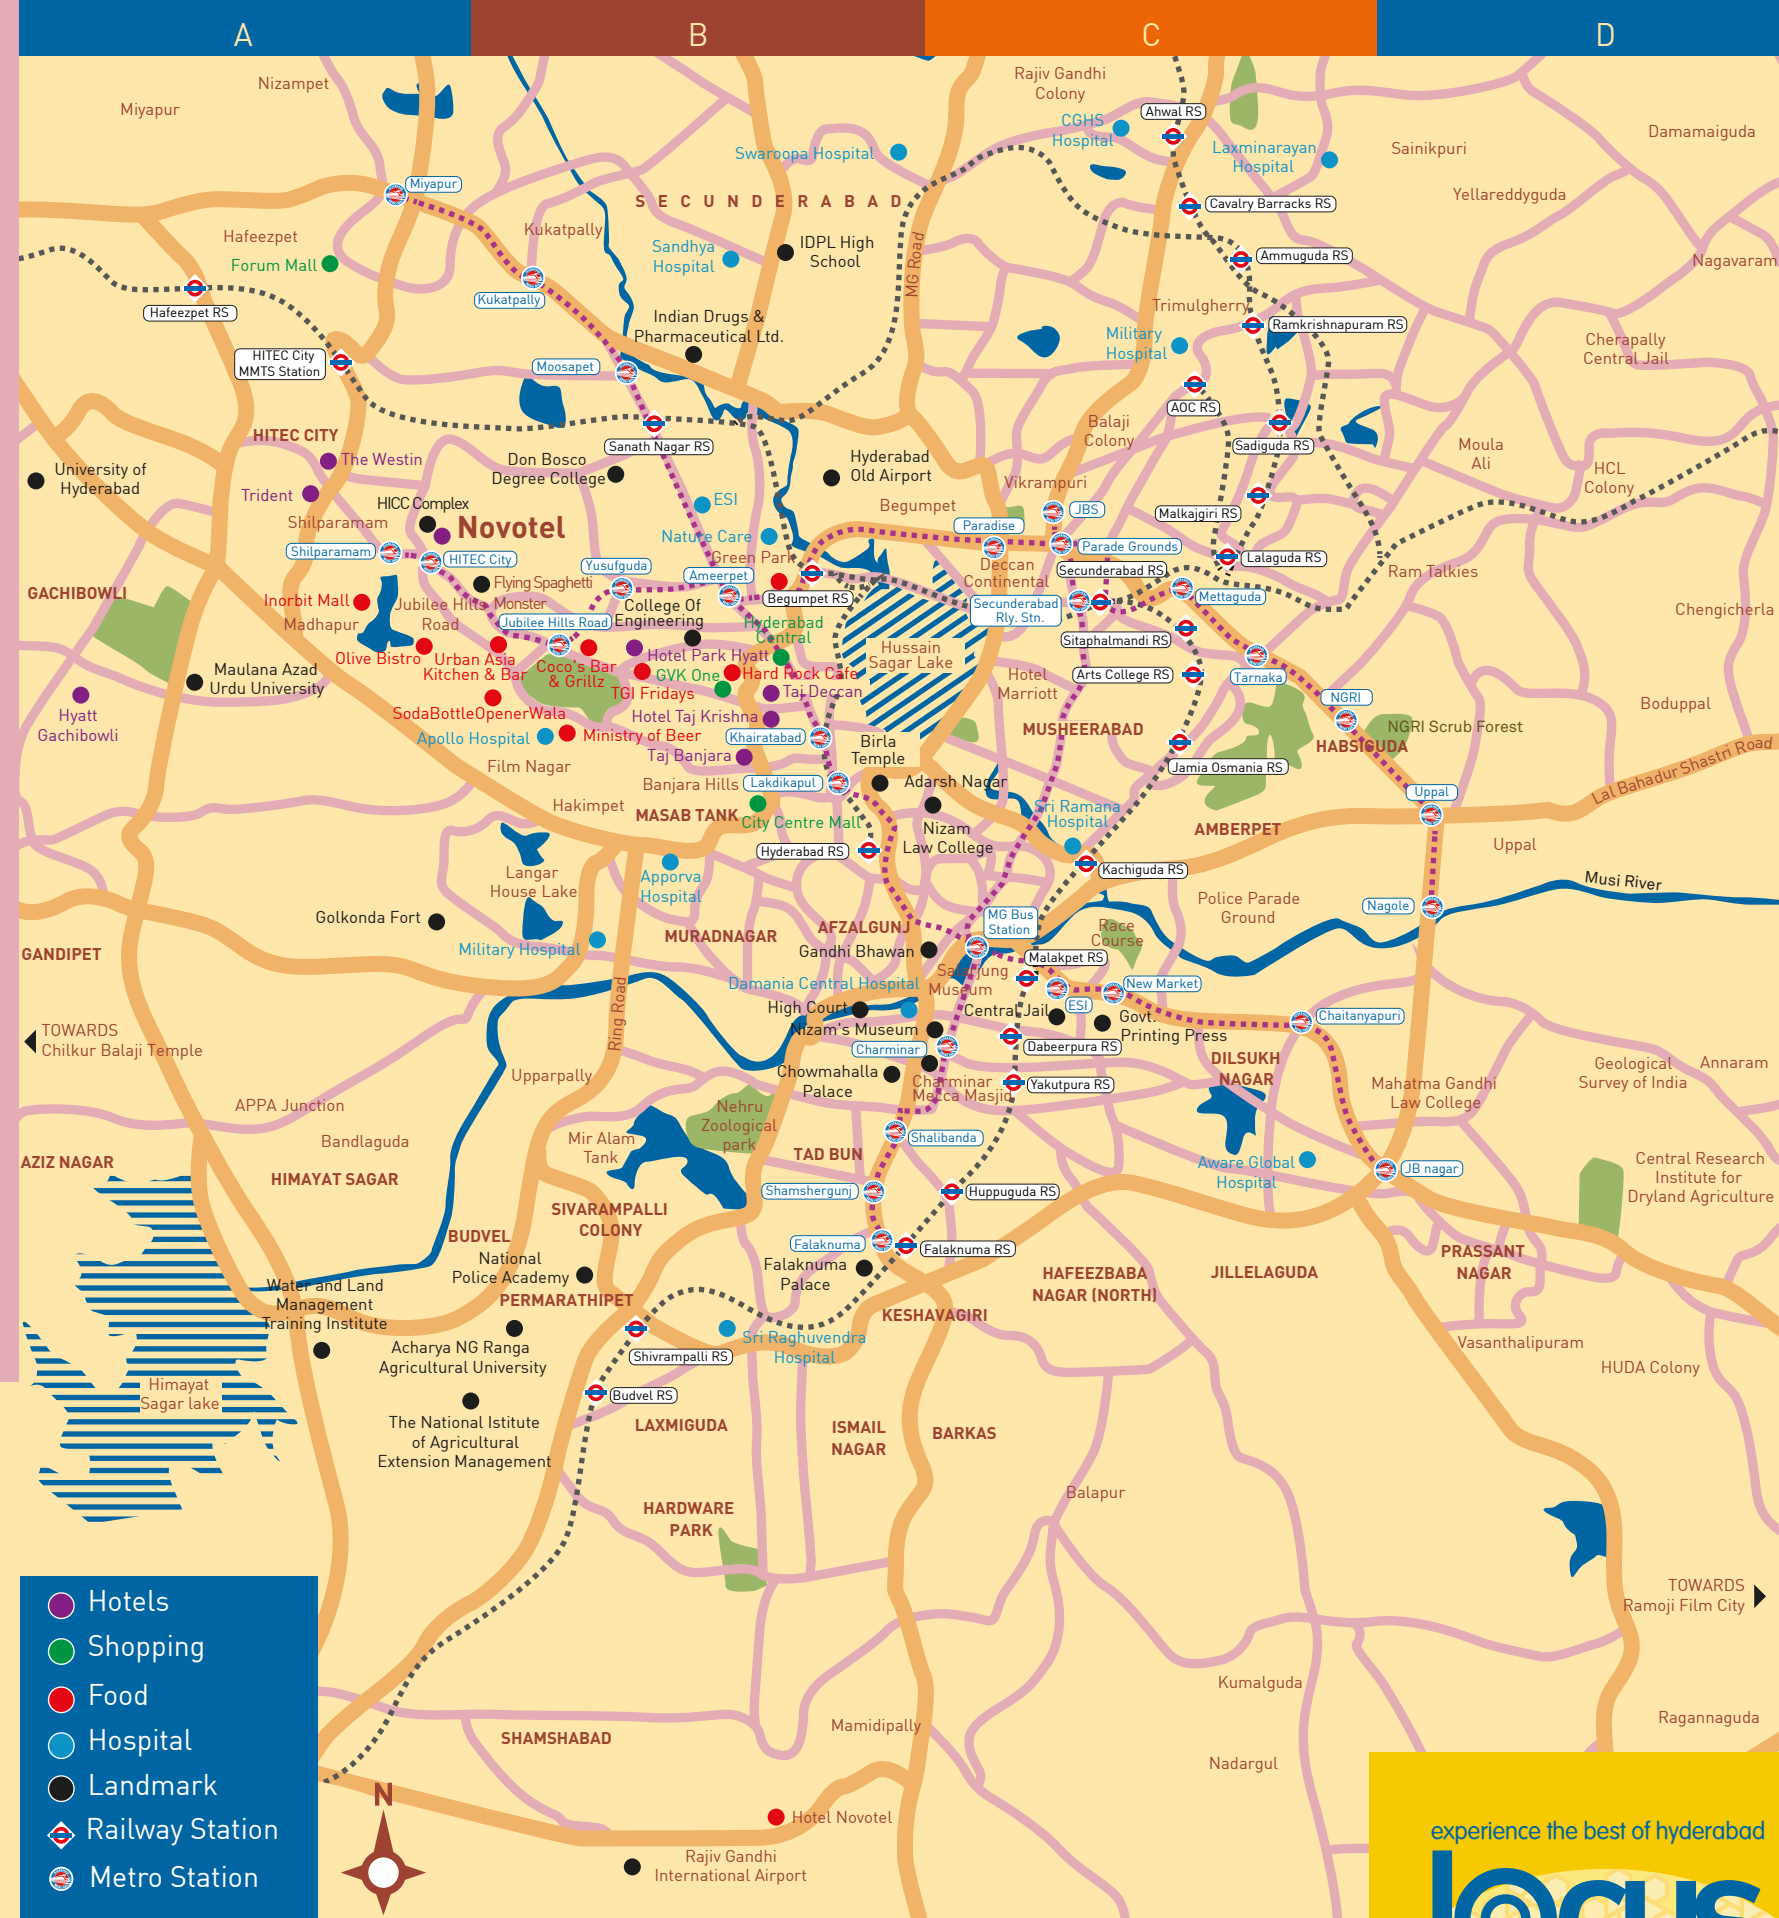 A
B
C
D
Nizampet
Miyapur
Rajiv Gandhi
Colony
CGHS
Hospital
Ahwal RS
Laxminarayan
Hospital
Sainikpuri
Damamaiguda
Swaroopa Hospital
Miyapur
SECUNDERABAD
Cavalry Barracks RS
Yellareddyguda
Hafeezpet
Forum Mall
Kukatpally
Sandhya
Hospital
IDPL High
School
MG Road
Ammuguda RS
Nagavaram
Hafeezpet RS
Kukatpally
Trimulgherry
Indian Drugs &
Pharmaceutical Ltd.
Military
Hospital
Ramkrishnapuram RS
Cherapally
Central Jail
HITEC City
MMTS Station
Moosapet
AOC RS
HITEC CITY
Sanath Nagar RS
Balaji
Colony
Sadiguda RS
Moula
Ali
The Westin
University of
Hyderabad
Don Bosco
Degree College
Hyderabad
Old Airport
HCL
Colony
Trident
HICC Complex
ESI
Vikrampuri
Shilparamam
Novotel
Begumpet
Paradise
JBS
Malkajgiri RS
Shilparamam
HITEC City
Nature Care
Green Park
Parade Grounds
Lalaguda RS
Yusufguda
Ameerpet
Deccan
Continental
Secunderabad RS
Ram Talkies
GACHIBOWLI
Flying Spaghetti
Monster
Begumpet RS
Mettaguda
Inorbit Mall
Jubilee Hills
Road
College Of
Engineering
Secunderabad
Rly. Stn.
Chengicherla
Madhapur
Jubilee Hills Road
Hyderabad
Central
Sitaphalmandi RS
Olive Bistro
Urban Asia
Kitchen & Bar
Coco's Bar
& Grillz
Hotel Park Hyatt
Hussain
Sagar Lake
Arts College RS
Tarnaka
Maulana Azad
Urdu University
GVK One
Hard Rock Cafe
Hotel
Marriott
TGI Fridays
Taj Deccan
NGRI
Hyatt
Gachibowli
SodaBottleOpenerWala
Hotel Taj Krishna
Boduppal
Apollo Hospital
Ministry of Beer
Khairatabad
MUSHEERABAD
NGRI Scrub Forest
HABSIGUDA
Taj Banjara
Birla
Temple
Jamia Osmania RS
Lal Bahadur Shastri Road
Film Nagar
Banjara Hills
Lakdikapul
Adarsh Nagar
Uppal
Hakimpet
MASAB TANK
City Centre Mall
Sri Ramana
Hospital
AMBERPET
Nizam
Law College
Uppal
Hyderabad RS
Kachiguda RS
Langar
House Lake
Apporva
Hospital
Musi River
Golkonda Fort
Police Parade
Ground
Nagole
MG Bus
Station
AFZALGUNJ
Race
Course
MURADNAGAR
GANDIPET
Military Hospital
Gandhi Bhawan
Malakpet RS
Salarjung
Museum
Damania Central Hospital
New Market
High Court
Central Jail
ESI
Govt.
Printing Press
Chaitanyapuri
Ring Road
Nizam's Museum
TOWARDS
Chilkur Balaji Temple
Charminar
Dabeerpura RS
DILSUKH
NAGAR
Geological
Survey of India
Annaram
Upparpally
Chowmahalla
Palace
Charminar
Mecca Masjid
Yakutpura RS
Mahatma Gandhi
Law College
APPA Junction
Nehru
Zoological
park
Bandlaguda
Mir Alam
Tank
Shalibanda
AZIZ NAGAR
TAD BUN
Aware Global
Hospital
JB nagar
Central Research
Institute for
Dryland Agriculture
HIMAYAT SAGAR
Shamshergunj
Huppuguda RS
SIVARAMPALLI
COLONY
BUDVEL
National
Police Academy
Falaknuma
Falaknuma RS
PRASSANT
NAGAR
Falaknuma
Palace
HAFEEZBABA
NAGAR (NORTH)
JILLELAGUDA
Water and Land
Management
Training Institute
PERMARATHIPET
KESHAVAGIRI
Acharya NG Ranga
Agricultural University
Shivrampalli RS
Sri Raghuvendra
Hospital
Vasanthalipuram
HUDA Colony
Himayat
Sagar lake
Budvel RS
The National Istitute
of Agricultural
Extension Management
LAXMIGUDA
ISMAIL
NAGAR
BARKAS
Balapur
HARDWARE
PARK
Hotels
Shopping
Food
Hospital
Landmark
Railway Station
Metro Station
TOWARDS
Ramoji Film City
Kumalguda
Ragannaguda
SHAMSHABAD
Mamidipally
Nadargul
N
Hotel Novotel
Rajiv Gandhi
International Airport
experience the best of hyderabad
locus